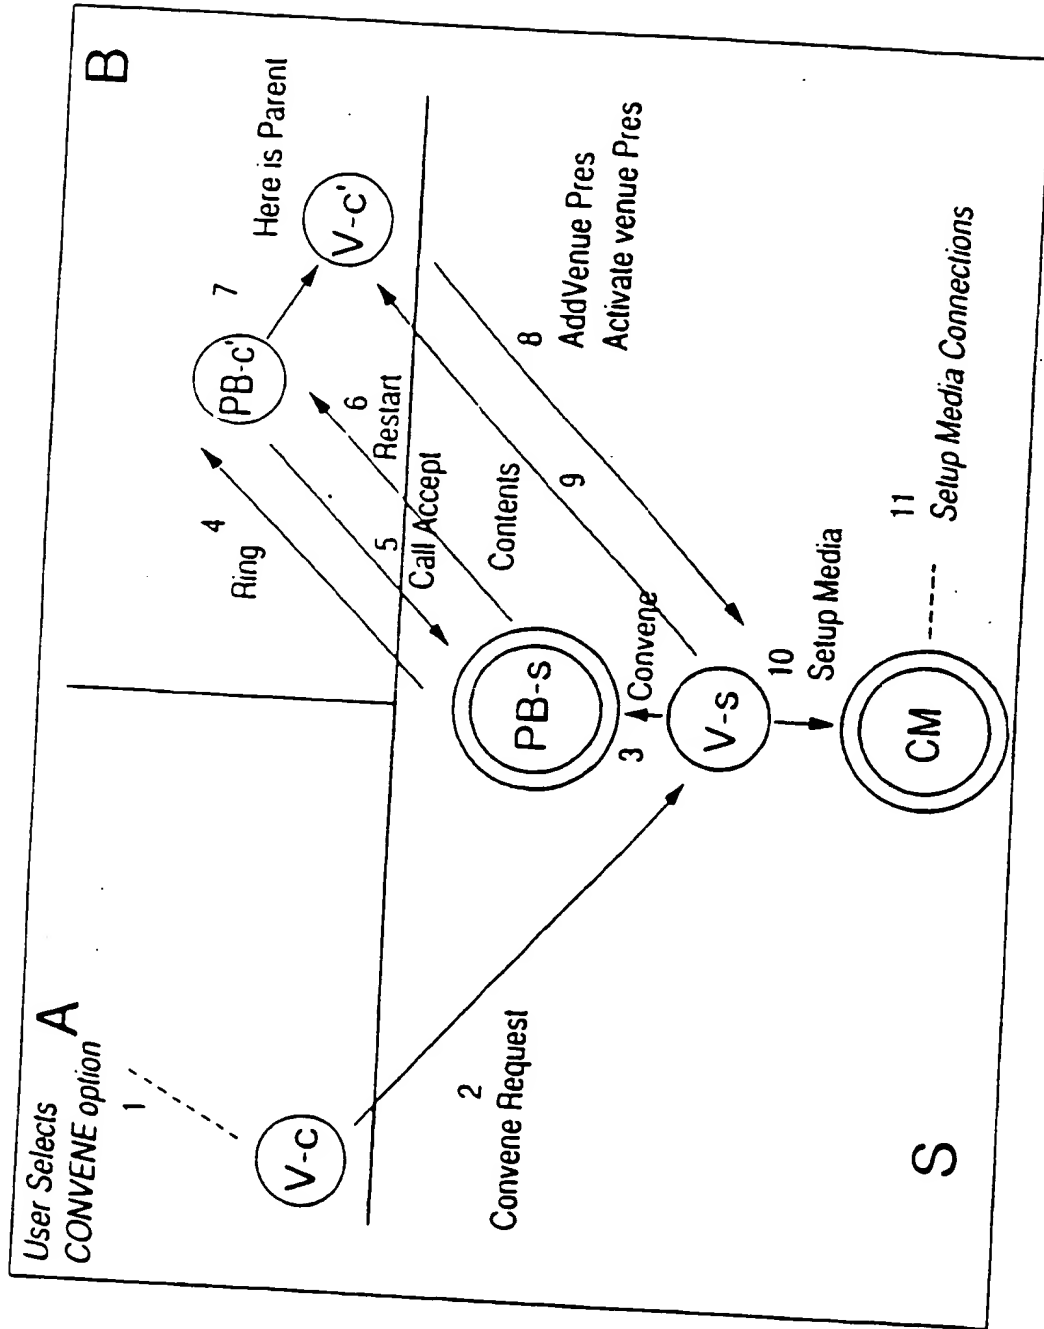 User Selects
CONVENE option
A
1
V-c
2
Convene Request
S
B
4
Ring
PB-c'
7
Here is Parent
V-c'
5
Call Accept
6
Restart
PB-s
Contents
9
8
AddVenue Pres
Activate venue Pres
3
Convene
V-s
10
Setup Media
CM
11
Setup Media Connections